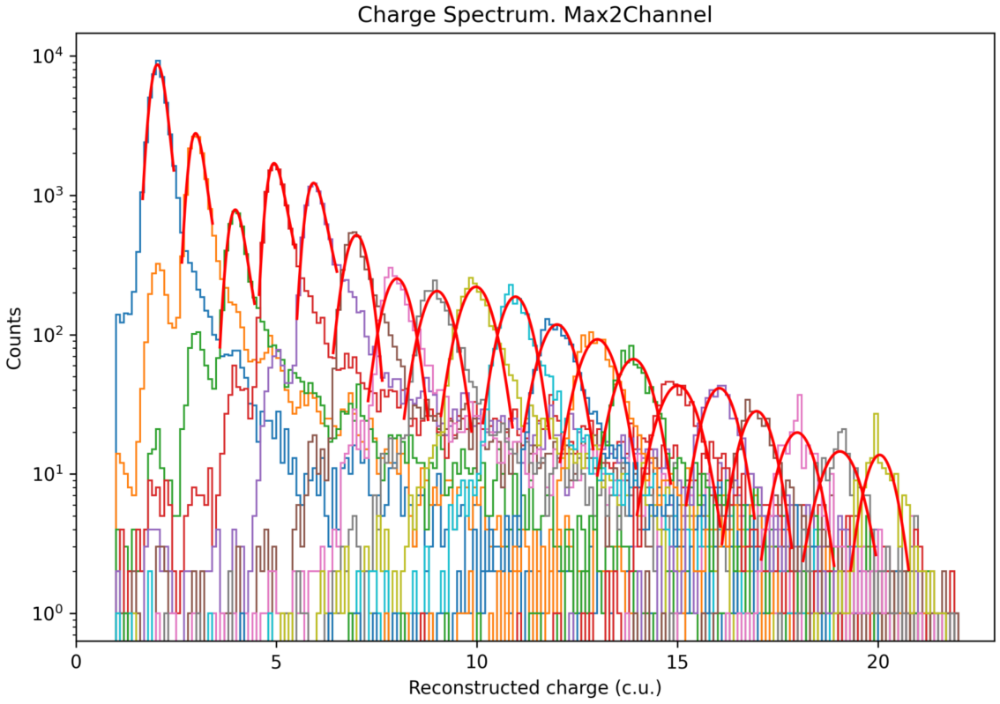 Charge Spectrum. Max2Channel
10⁴
10³
10²
10¹
10⁰
Counts
0 5 10 15 20
Reconstructed charge (c.u.)